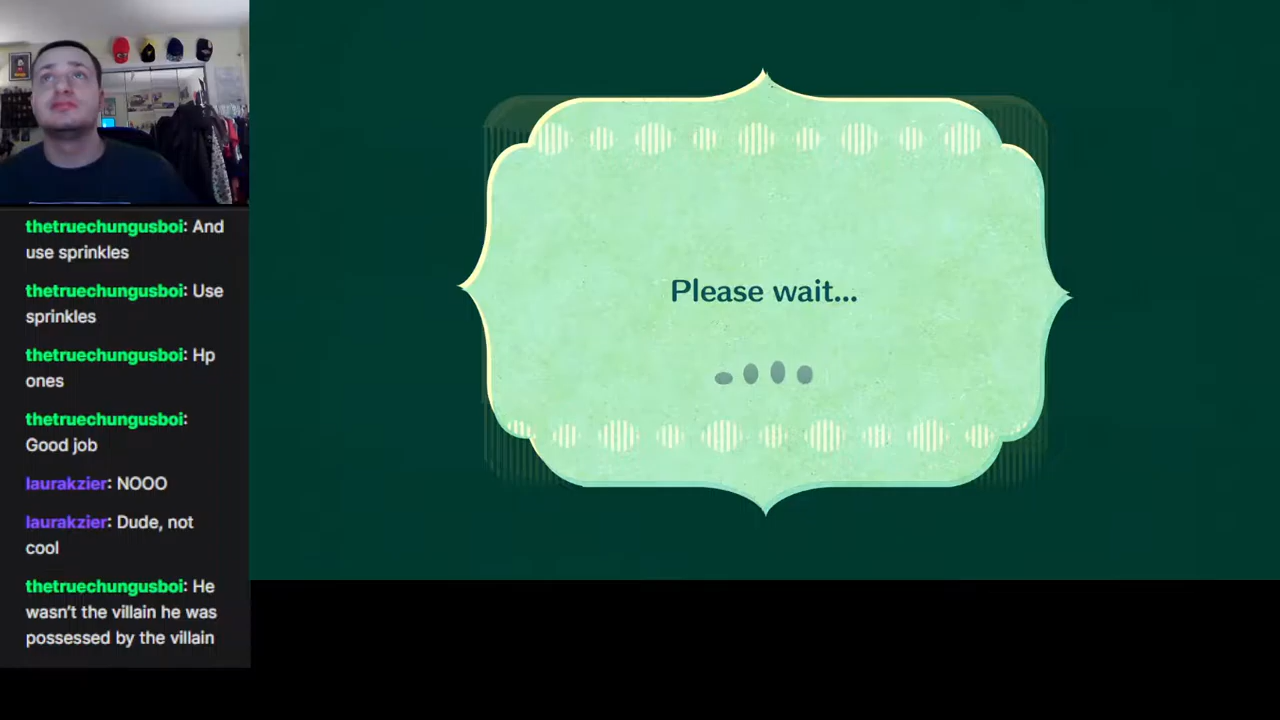 thetruechungusboi: And
use sprinkles
thetruechungusboi: Use
sprinkles
thetruechungusboi: Hp
ones
thetruechungusboi:
Good job
laurakzier: NOOO
laurakzier: Dude, not
cool
thetruechungusboi: He
wasn't the villain he was
possessed by the villain
Please wait...